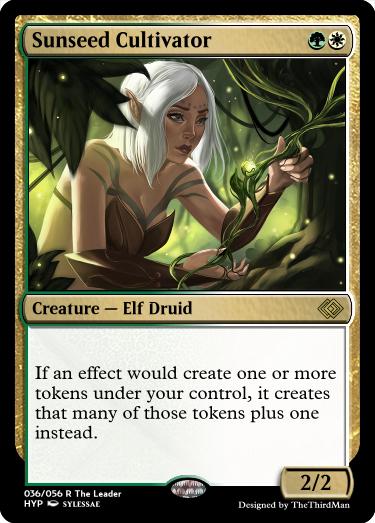 Sunseed Cultivator
Creature — Elf Druid
If an effect would create one or more
tokens under your control, it creates
that many of those tokens plus one
instead.
2/2
036/056 R The Leader
HYP SYLESSAE
Designed by TheThirdMan